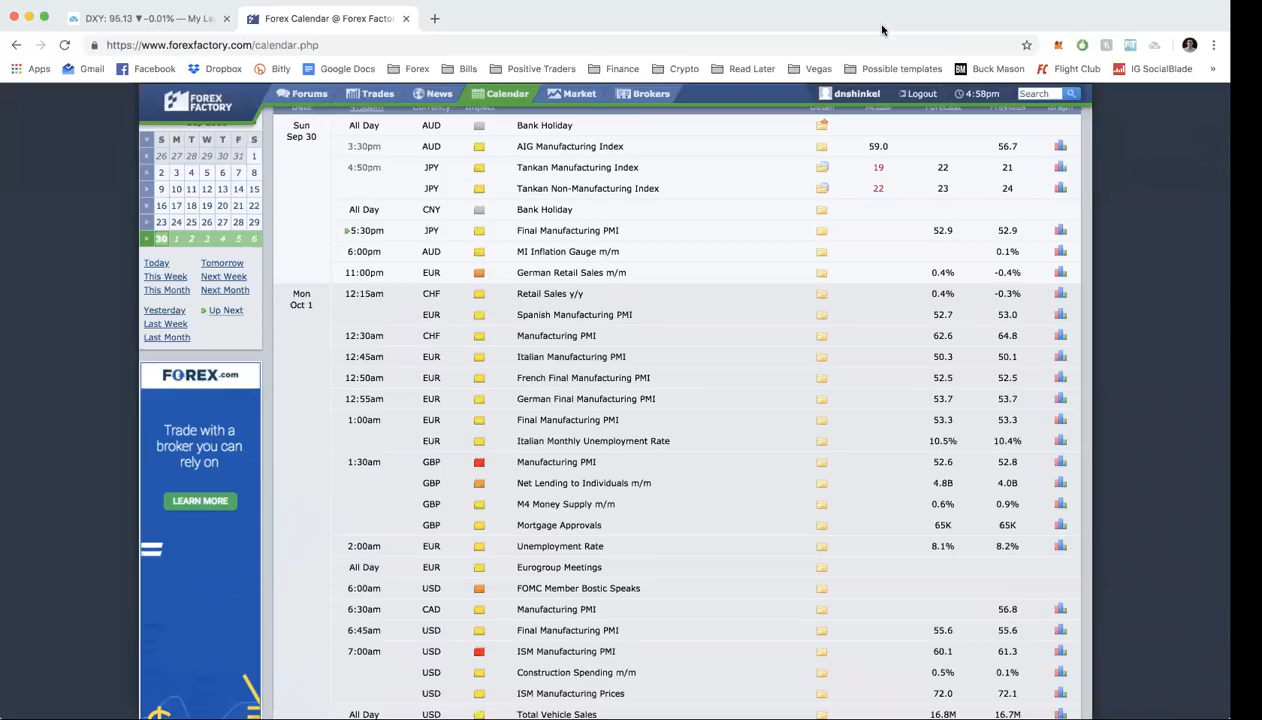 DXY: 95.13 ▼−0.01% — My La
Forex Calendar @ Forex Facto
https://www.forexfactory.com/calendar.php
Apps Gmail Facebook Dropbox Bitly Google Docs Forex Bills Positive Traders Finance Crypto Read Later Vegas Possible templates Buck Mason Flight Club IG SocialBlade »
FOREX FACTORY
Forums Trades News Calendar Market Brokers dnshinkel Logout 4:58pm Search
S M T W T F S
26 27 28 29 30 31 1
2 3 4 5 6 7 8
9 10 11 12 13 14 15
16 17 18 19 20 21 22
23 24 25 26 27 28 29
30 1 2 3 4 5 6
Today Tomorrow
This Week Next Week
This Month Next Month
Yesterday Up Next
Last Week
Last Month
FOREX.com
Trade with a
broker you can
rely on
LEARN MORE
Sun
Sep 30
All Day AUD Bank Holiday
3:30pm AUD AIG Manufacturing Index 59.0 56.7
4:50pm JPY Tankan Manufacturing Index 19 22 21
JPY Tankan Non-Manufacturing Index 22 23 24
All Day CNY Bank Holiday
5:30pm JPY Final Manufacturing PMI 52.9 52.9
6:00pm AUD MI Inflation Gauge m/m 0.1%
11:00pm EUR German Retail Sales m/m 0.4% -0.4%
Mon
Oct 1
12:15am CHF Retail Sales y/y 0.4% -0.3%
EUR Spanish Manufacturing PMI 52.7 53.0
12:30am CHF Manufacturing PMI 62.6 64.8
12:45am EUR Italian Manufacturing PMI 50.3 50.1
12:50am EUR French Final Manufacturing PMI 52.5 52.5
12:55am EUR German Final Manufacturing PMI 53.7 53.7
1:00am EUR Final Manufacturing PMI 53.3 53.3
EUR Italian Monthly Unemployment Rate 10.5% 10.4%
1:30am GBP Manufacturing PMI 52.6 52.8
GBP Net Lending to Individuals m/m 4.8B 4.0B
GBP M4 Money Supply m/m 0.6% 0.9%
GBP Mortgage Approvals 65K 65K
2:00am EUR Unemployment Rate 8.1% 8.2%
All Day EUR Eurogroup Meetings
6:00am USD FOMC Member Bostic Speaks
6:30am CAD Manufacturing PMI 56.8
6:45am USD Final Manufacturing PMI 55.6 55.6
7:00am USD ISM Manufacturing PMI 60.1 61.3
USD Construction Spending m/m 0.5% 0.1%
USD ISM Manufacturing Prices 72.0 72.1
All Day USD Total Vehicle Sales 16.8M 16.7M